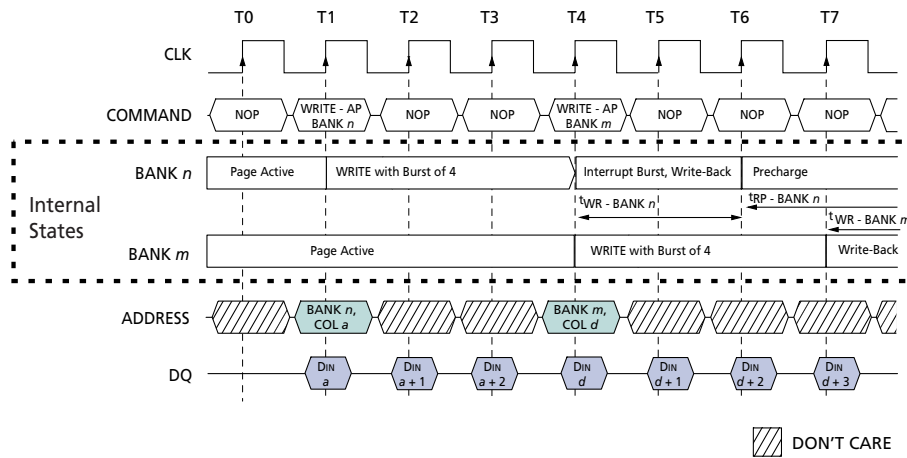 T0 T1 T2 T3 T4 T5 T6 T7
CLK
COMMAND NOP WRITE - AP NOP NOP WRITE - AP NOP NOP NOP
BANK n BANK m
BANK n Page Active WRITE with Burst of 4 Interrupt Burst, Write-Back Precharge
tWR - BANK n tRP - BANK n
Internal
States
tWR - BANK m
BANK m Page Active WRITE with Burst of 4 Write-Back
ADDRESS BANK n, BANK m,
COL a COL d
DQ DIN DIN DIN DIN DIN DIN DIN
a a + 1 a + 2 d d + 1 d + 2 d + 3
DON'T CARE